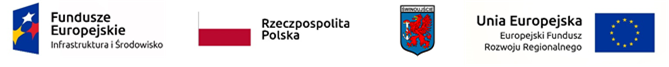 Fundusze
Europejskie
Infrastruktura i Środowisko
Rzeczpospolita
Polska
ŚWINOUJŚCIE
Unia Europejska
Europejski Fundusz
Rozwoju Regionalnego